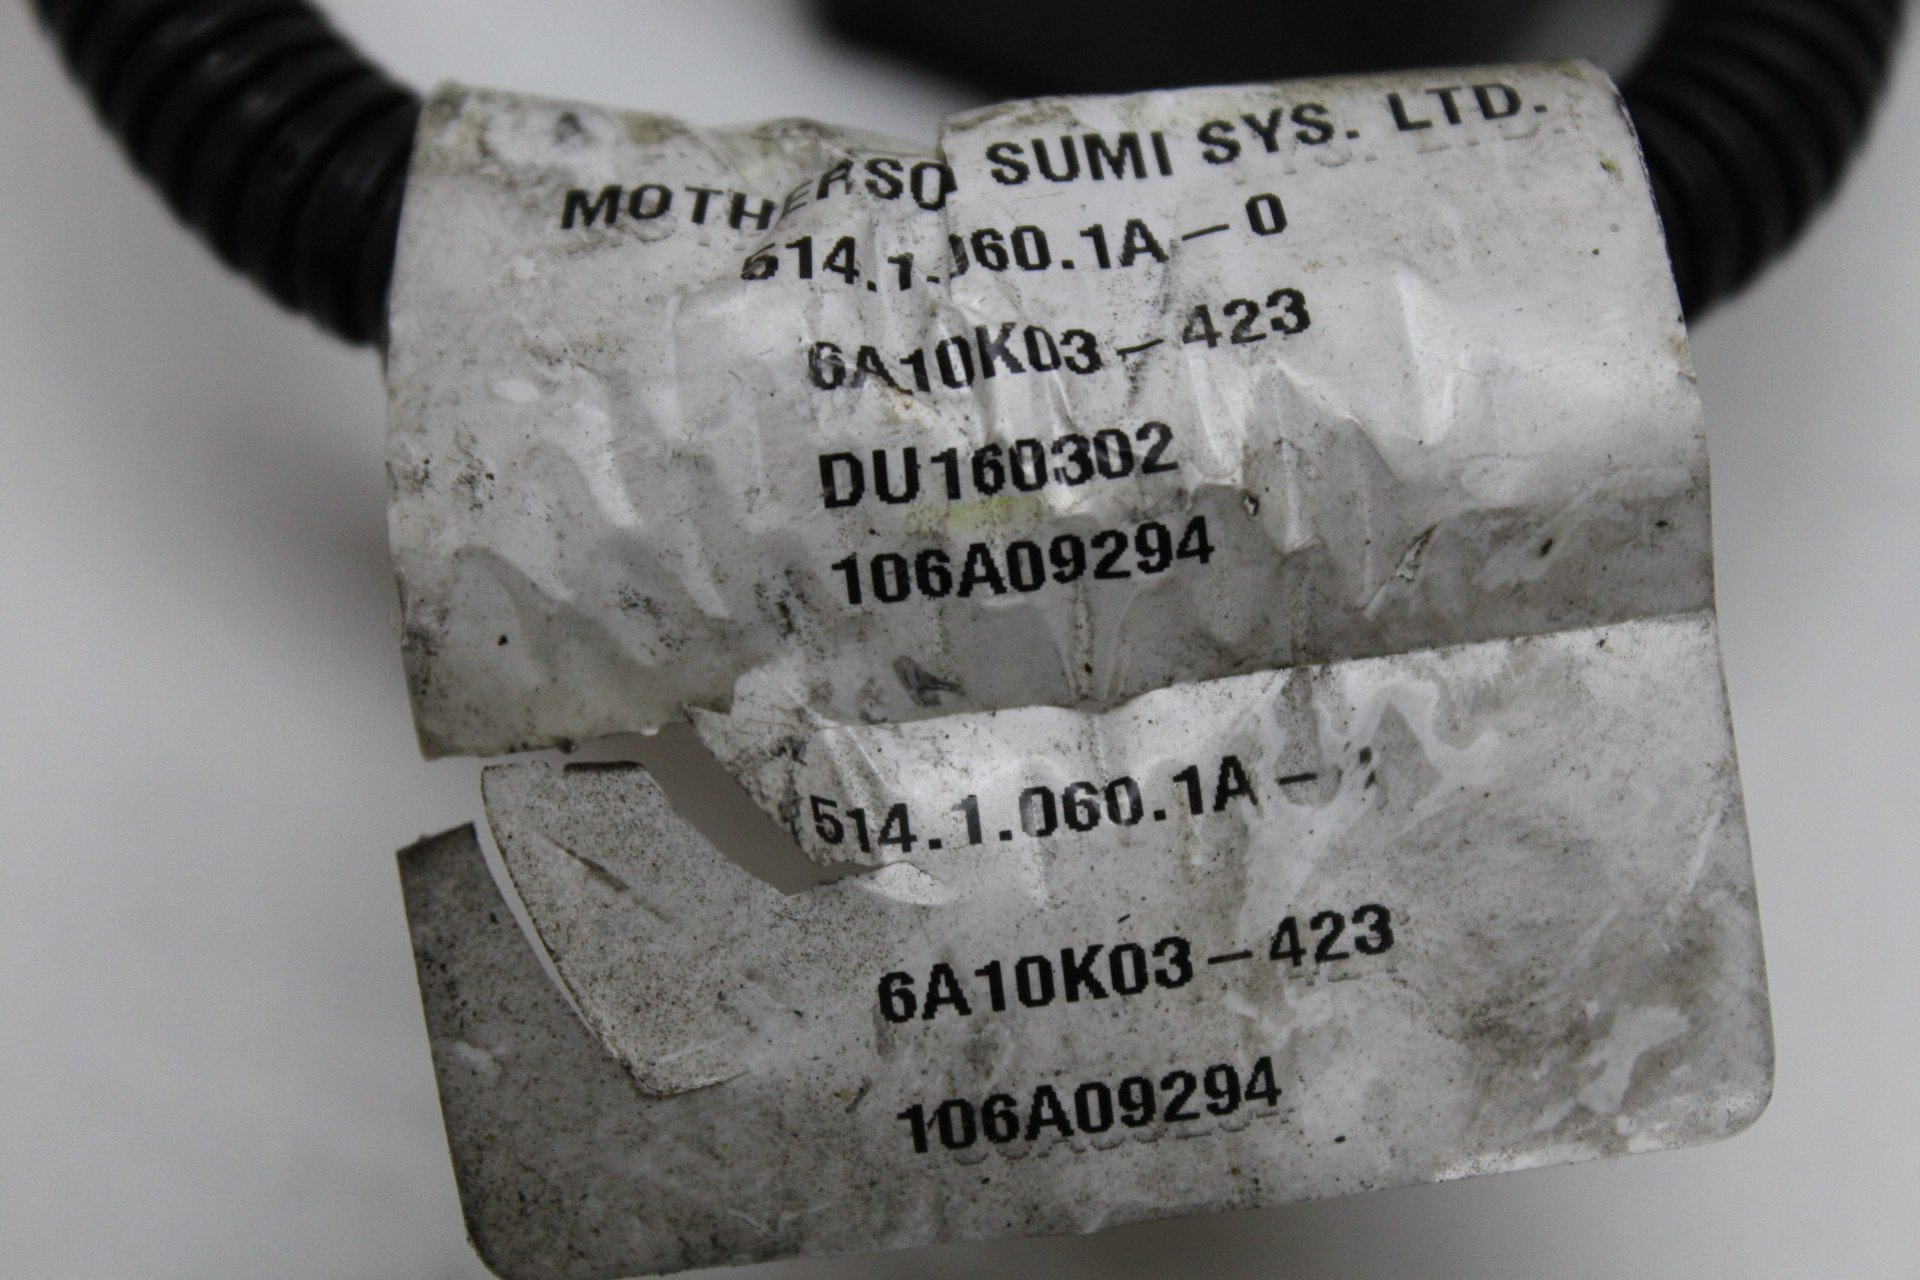 MOTHERSON SUMI SYS. LTD.
514.1.060.1A-0
6A10K03-423
DU160302
106A09294
514.1.060.1A-
6A10K03-423
106A09294